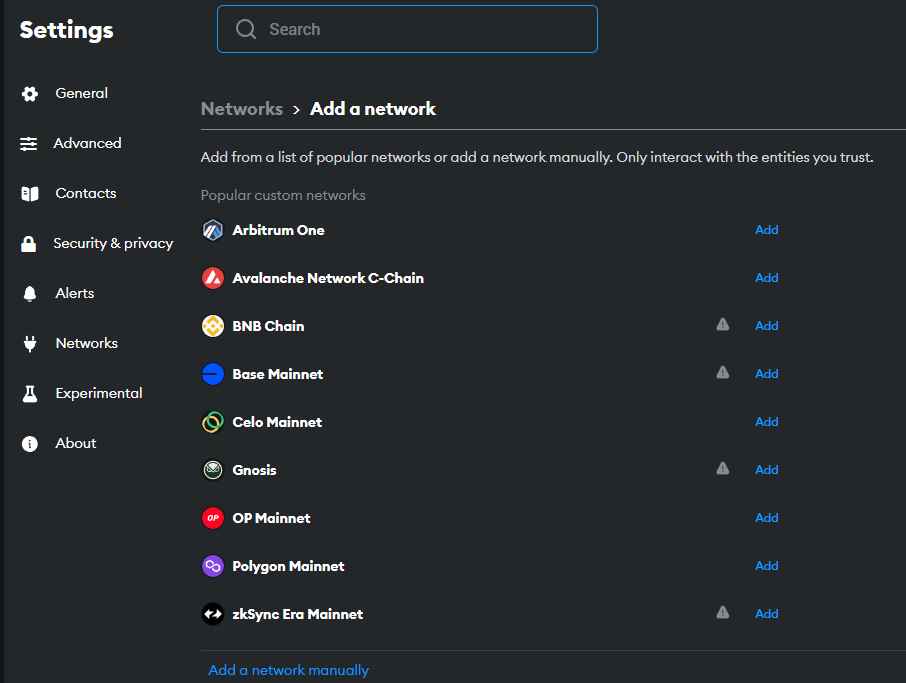 Settings
Search
General
Advanced
Contacts
Security & privacy
Alerts
Networks
Experimental
About
Networks > Add a network
Add from a list of popular networks or add a network manually. Only interact with the entities you trust.
Popular custom networks
Arbitrum One Add
Avalanche Network C-Chain Add
BNB Chain Add
Base Mainnet Add
Celo Mainnet Add
Gnosis Add
OP OP Mainnet Add
Polygon Mainnet Add
zkSync Era Mainnet Add
Add a network manually